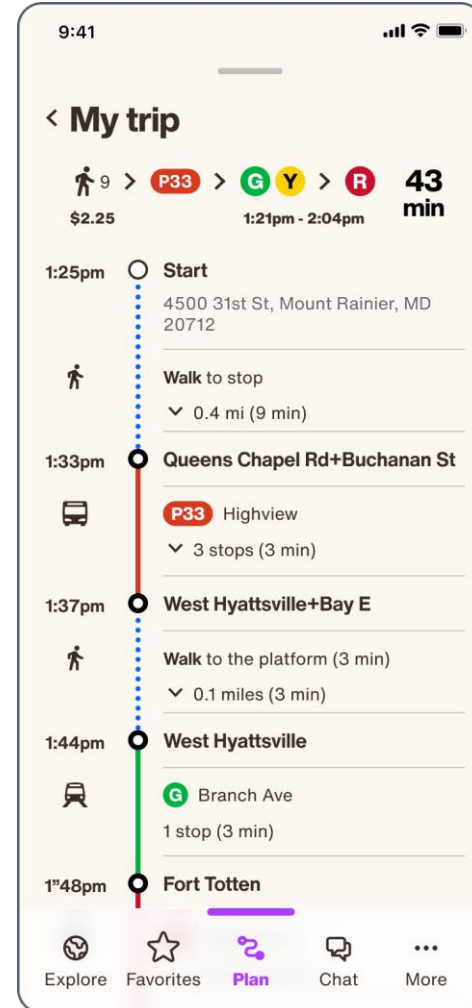 9:41
My trip
9 > P33 > G Y > R 43 min
$2.25 1:21pm - 2:04pm
1:25pm Start
4500 31st St, Mount Rainier, MD
20712
Walk to stop
0.4 mi (9 min)
1:33pm Queens Chapel Rd+Buchanan St
P33 Highview
3 stops (3 min)
1:37pm West Hyattsville+Bay E
Walk to the platform (3 min)
0.1 miles (3 min)
1:44pm West Hyattsville
G Branch Ave
1 stop (3 min)
1”48pm Fort Totten
Explore Favorites Plan Chat More